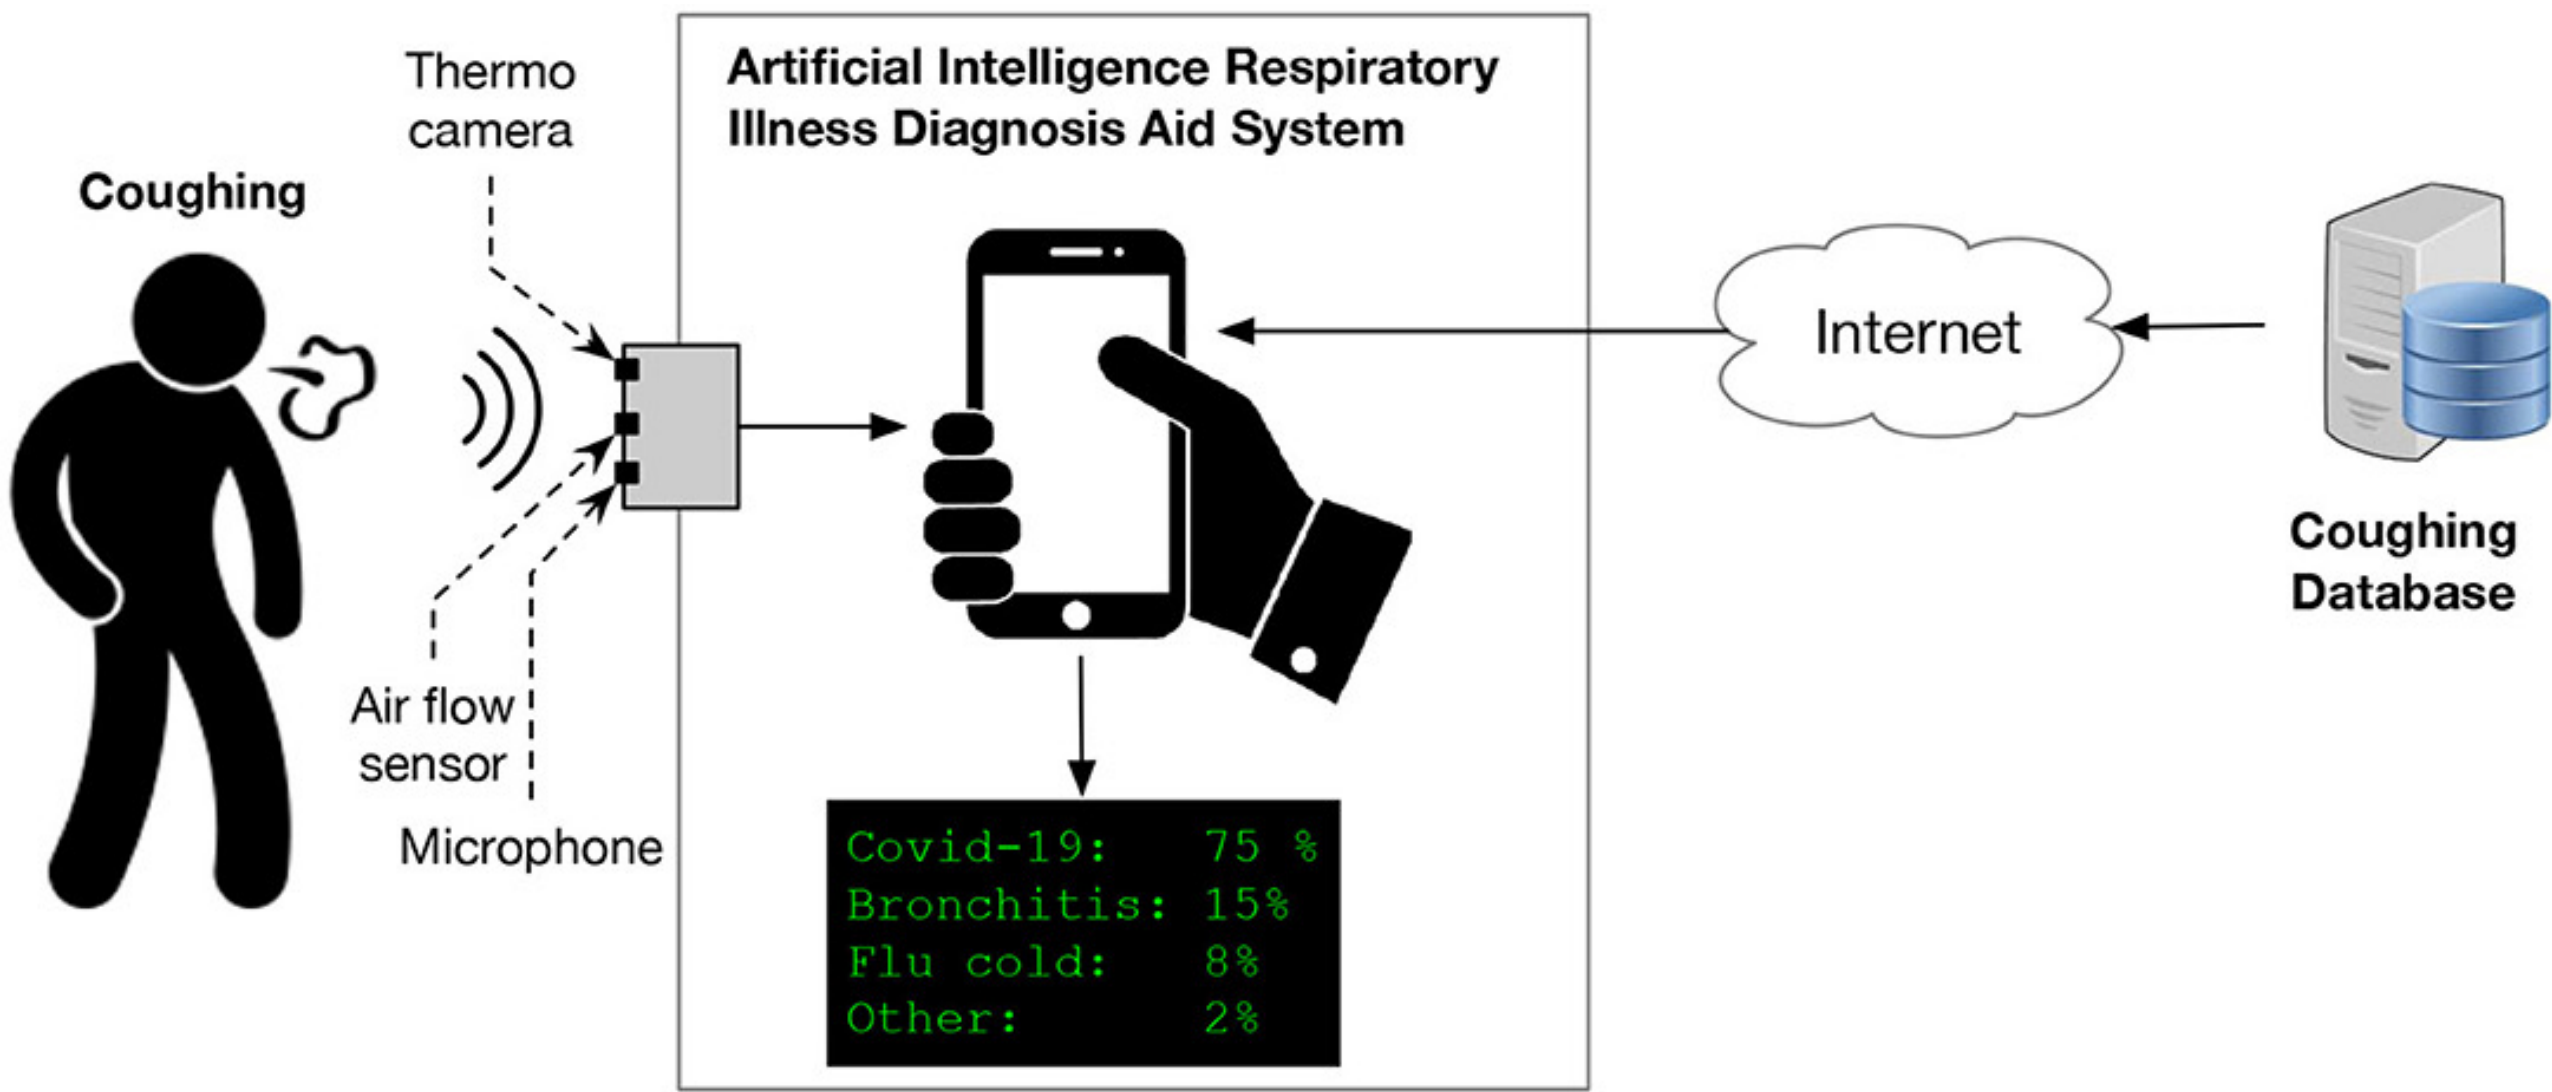 Artificial Intelligence Respiratory
Illness Diagnosis Aid System
Thermo
camera
Coughing
Internet
Coughing
Database
Air flow
sensor
Microphone
Covid-19: 75 %
Bronchitis: 15%
Flu cold: 8%
Other: 2%